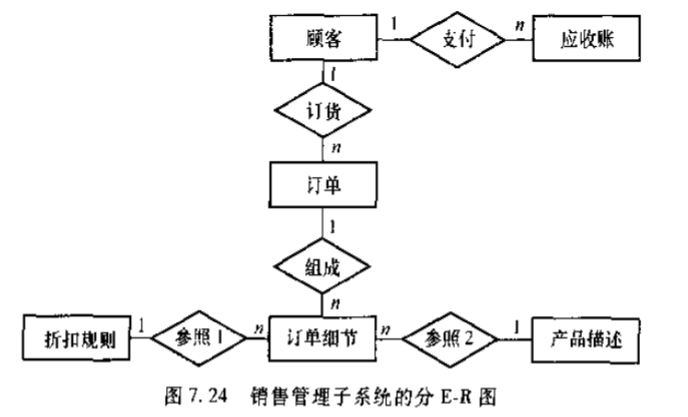 顾客 1 支付 n 应收账
1
订货
n
订单
1
组成
n
折扣规则 1 参照1 n 订单细节 n 参照2 1 产品描述
图7.24 销售管理子系统的分E-R图